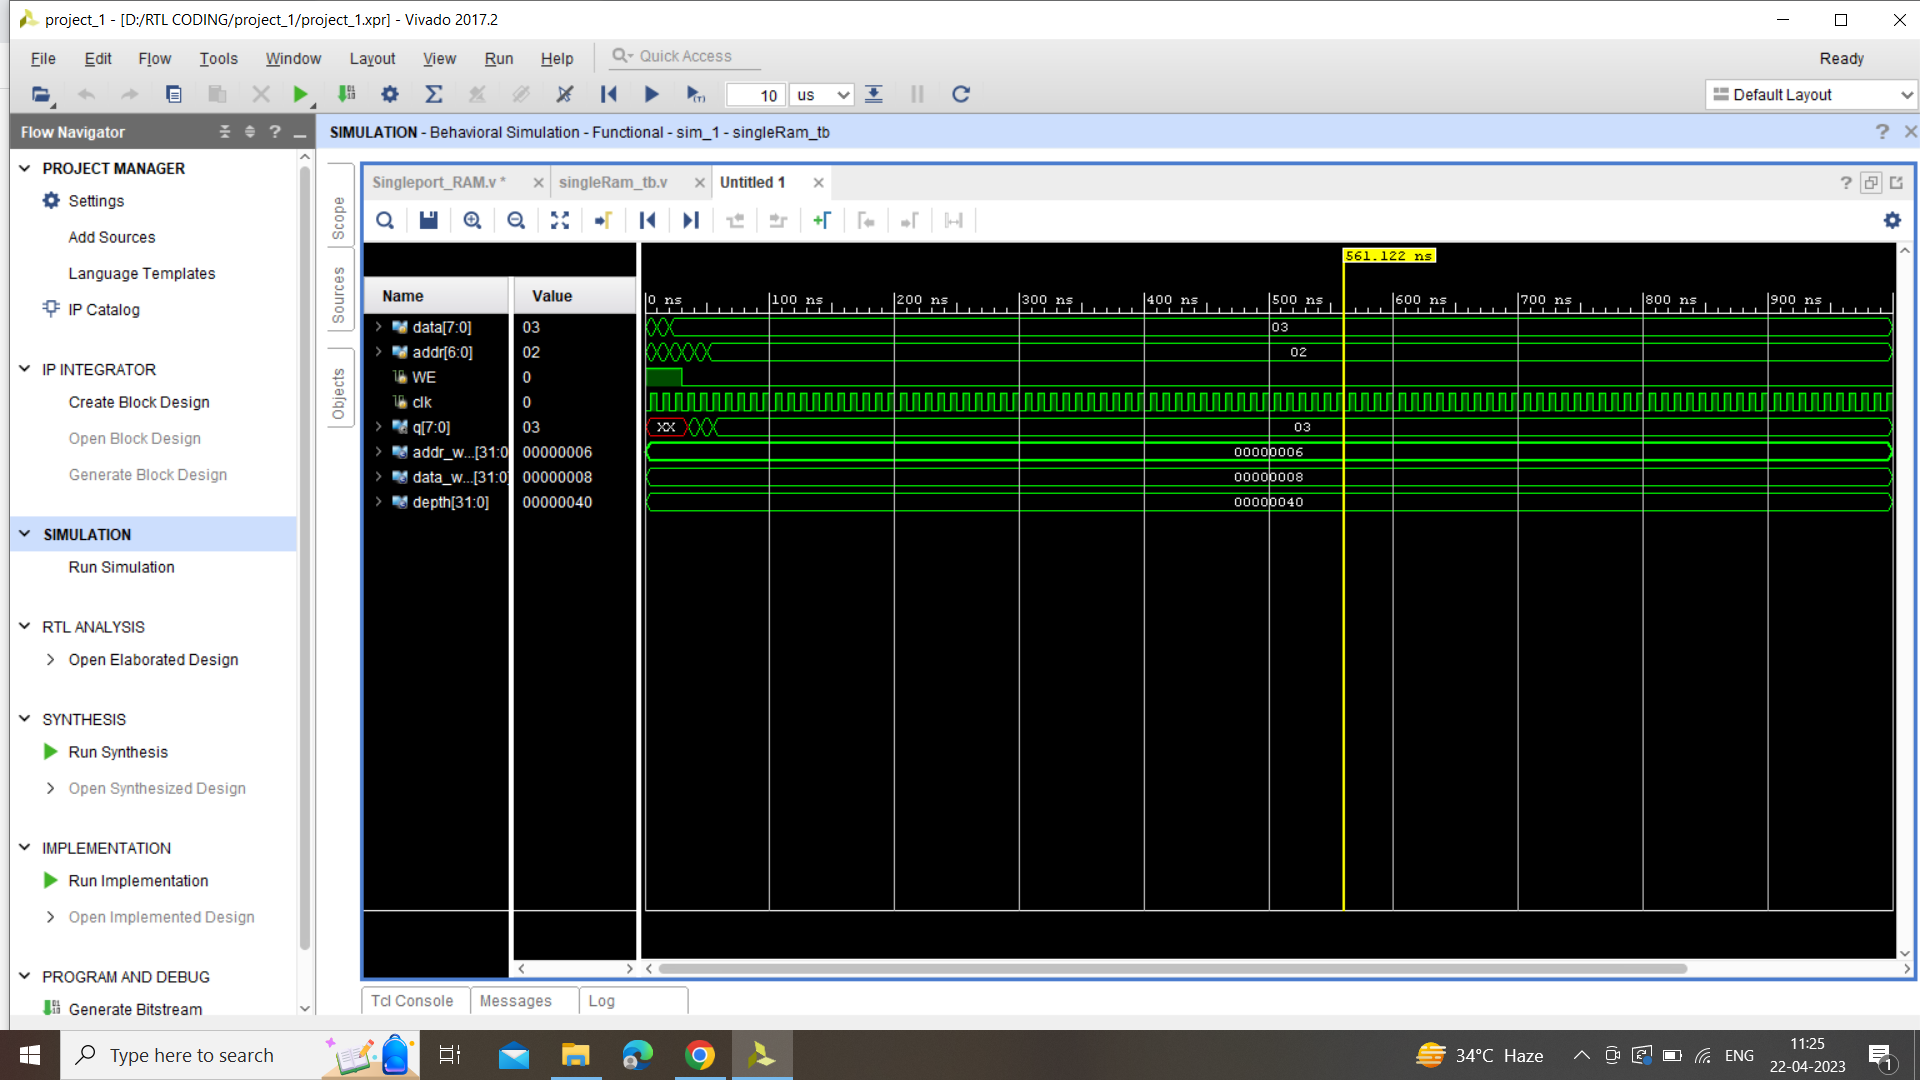 project_1 - [D:/RTL CODING/project_1/project_1.xpr] - Vivado 2017.2
File Edit Flow Tools Window Layout View Run Help Quick Access Ready
10 us Default Layout
Flow Navigator ? _
SIMULATION - Behavioral Simulation - Functional - sim_1 - singleRam_tb ?
PROJECT MANAGER
Settings
Add Sources
Language Templates
IP Catalog
IP INTEGRATOR
Create Block Design
Open Block Design
Generate Block Design
SIMULATION
Run Simulation
RTL ANALYSIS
Open Elaborated Design
SYNTHESIS
Run Synthesis
Open Synthesized Design
IMPLEMENTATION
Run Implementation
Open Implemented Design
PROGRAM AND DEBUG
Generate Bitstream
Scope
Sources
Objects
Singleport_RAM.v * singleRam_tb.v Untitled 1 ?
561.122 ns
Name Value 0 ns 100 ns 200 ns 300 ns 400 ns 500 ns 600 ns 700 ns 800 ns 900 ns
data[7:0] 03 03
addr[6:0] 02 02
WE 0
clk 0
q[7:0] 03 XX 03
addr_w...[31:0 00000006 00000006
data_w...[31:0] 00000008 00000008
depth[31:0] 00000040 00000040
Tcl Console Messages Log
Type here to search 34°C Haze ENG 11:25
22-04-2023 1